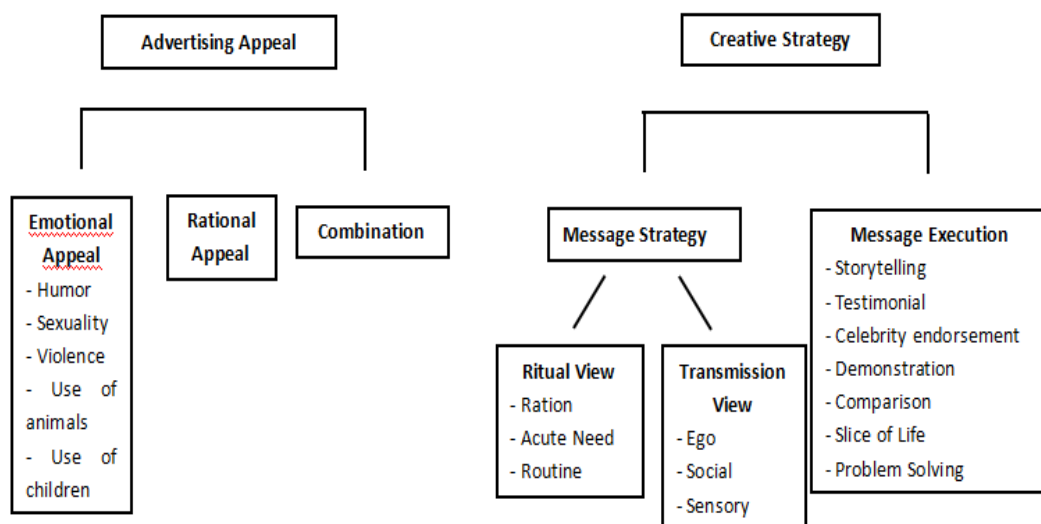 Advertising Appeal
Creative Strategy
Emotional
Appeal
- Humor
- Sexuality
- Violence
- Use of
animals
- Use of
children
Rational
Appeal
Combination
Message Strategy
Ritual View
- Ration
- Acute Need
- Routine
Transmission
View
- Ego
- Social
- Sensory
Message Execution
- Storytelling
- Testimonial
- Celebrity endorsement
- Demonstration
- Comparison
- Slice of Life
- Problem Solving